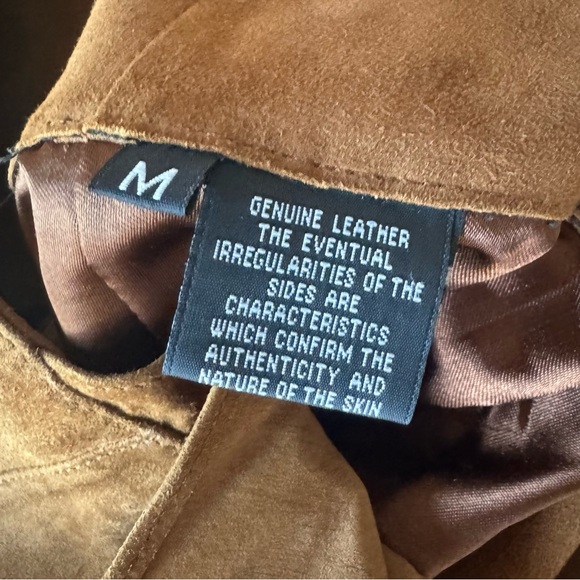 M
GENUINE LEATHER
THE EVENTUAL
IRREGULARITIES OF THE
SIDES ARE
CHARACTERISTICS
WHICH CONFIRM THE
AUTHENTICITY AND
NATURE OF THE SKIN